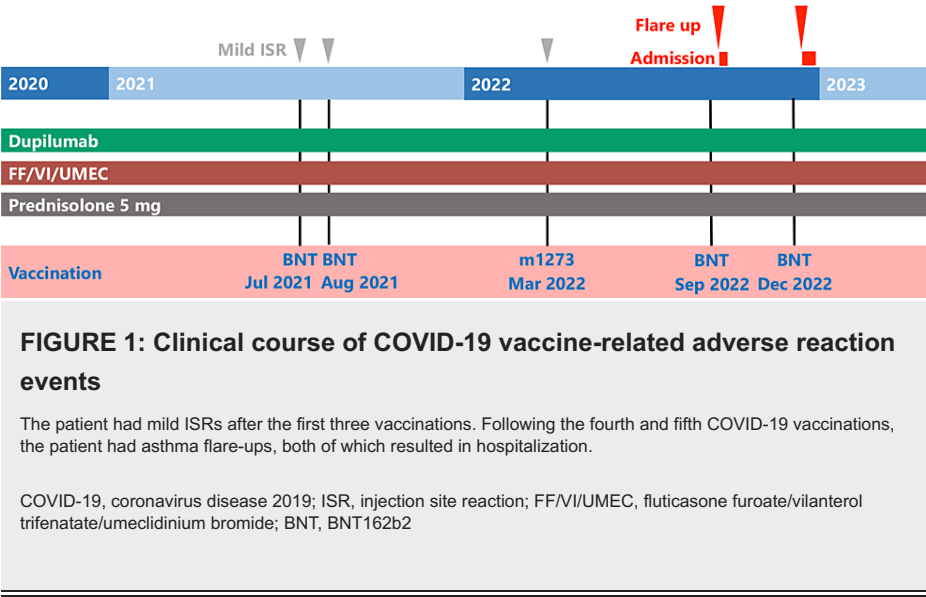 Flare up
Mild ISR
Admission
2020 2021 2022 2023
Dupilumab
FF/VI/UMEC
Prednisolone 5 mg
BNT BNT m1273 BNT BNT
Vaccination
Jul 2021 Aug 2021 Mar 2022 Sep 2022 Dec 2022
FIGURE 1: Clinical course of COVID-19 vaccine-related adverse reaction
events
The patient had mild ISRs after the first three vaccinations. Following the fourth and fifth COVID-19 vaccinations,
the patient had asthma flare-ups, both of which resulted in hospitalization.
COVID-19, coronavirus disease 2019; ISR, injection site reaction; FF/VI/UMEC, fluticasone furoate/vilanterol
trifenatate/umeclidinium bromide; BNT, BNT162b2